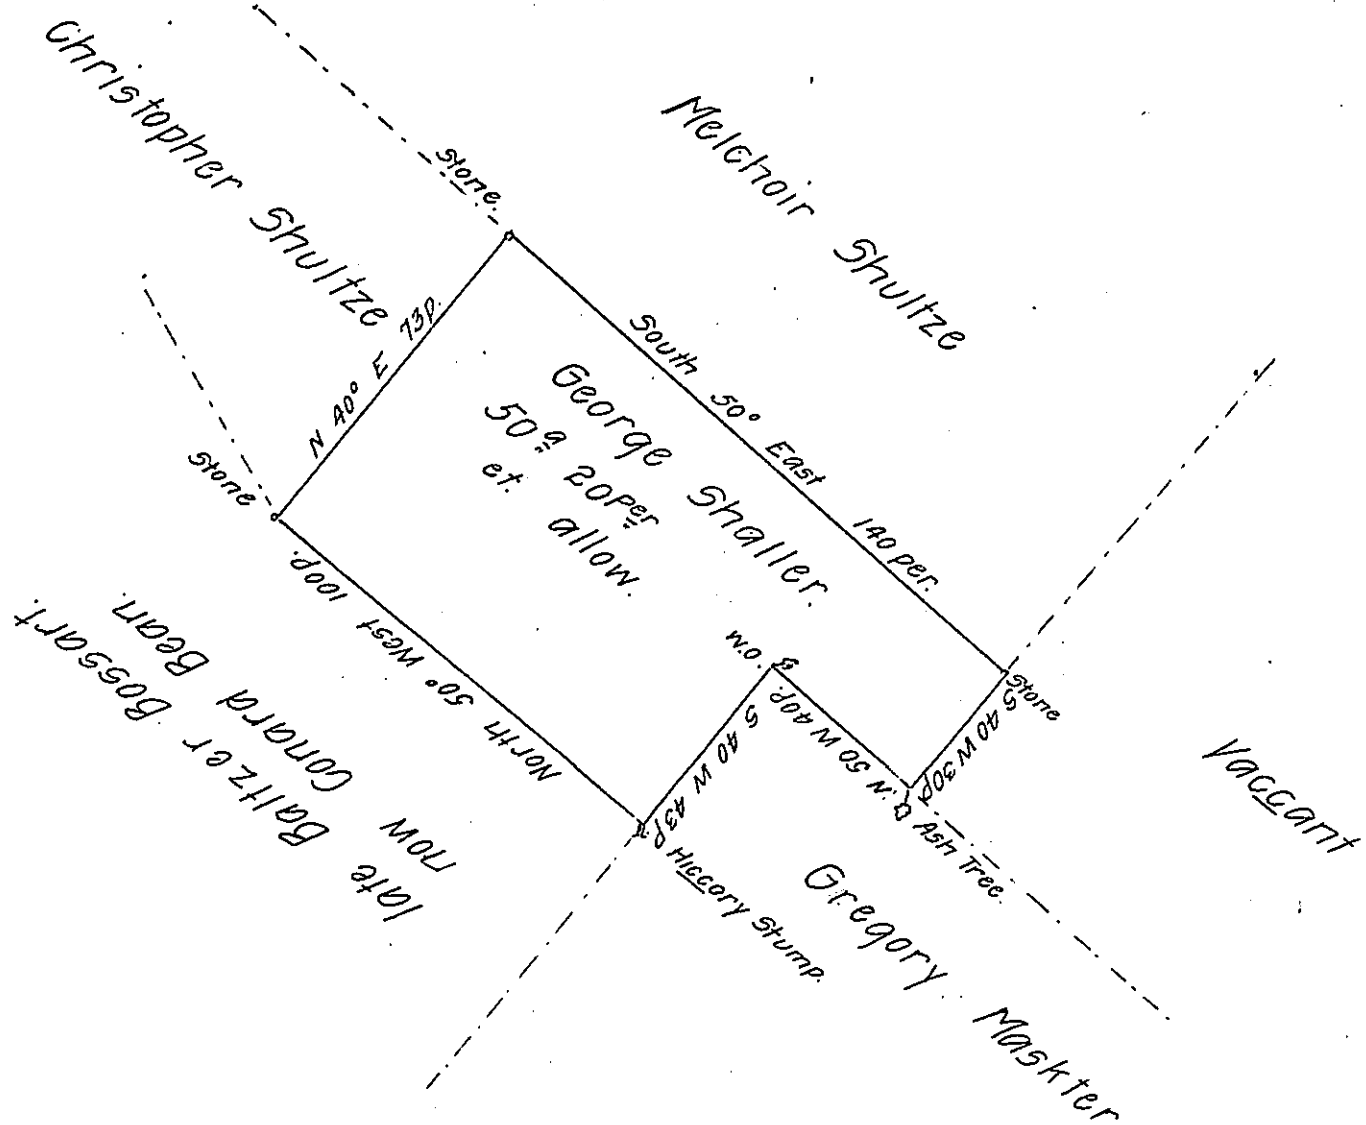 Christopher Shultze
Melchoir Shultze
Stone.
N 40° E 73p.
South 50° East 140 per.
George Shaller.
50a 20per
et. allow.
Stone
North 50° West 100p.
late Baltzer Bossart
now Conard Bean.
W.O.
S 40 W 43p
N. 50 W 40p.
S 40 W 30p
Stone
Ash Tree.
Hiccory Stump.
Gregory Maskter
Vaccant